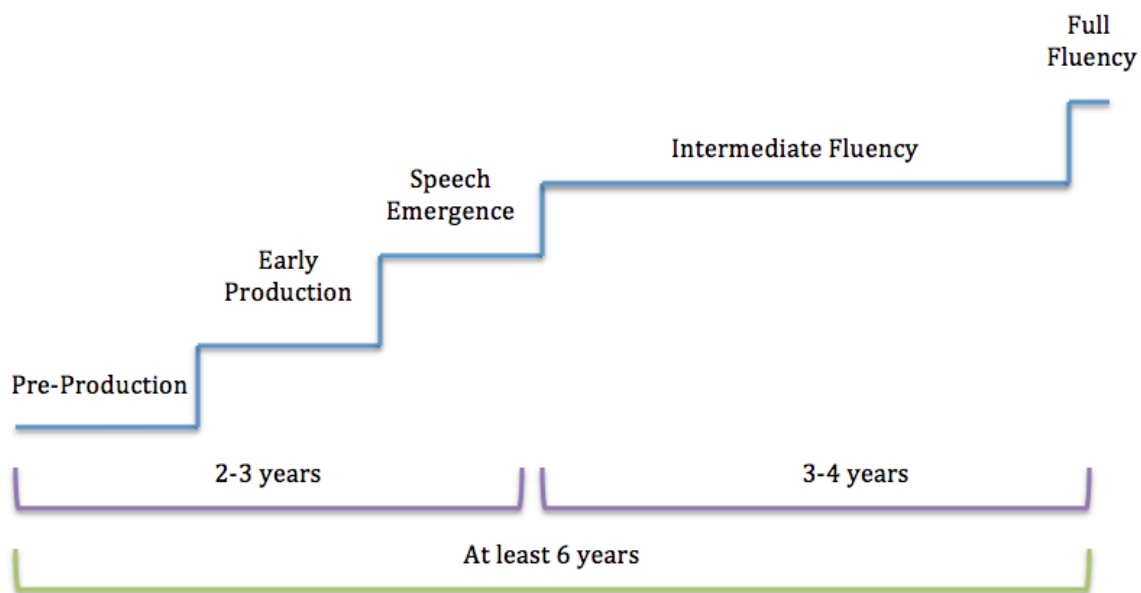 Full
Fluency
Intermediate Fluency
Speech
Emergence
Early
Production
Pre-Production
2-3 years
3-4 years
At least 6 years